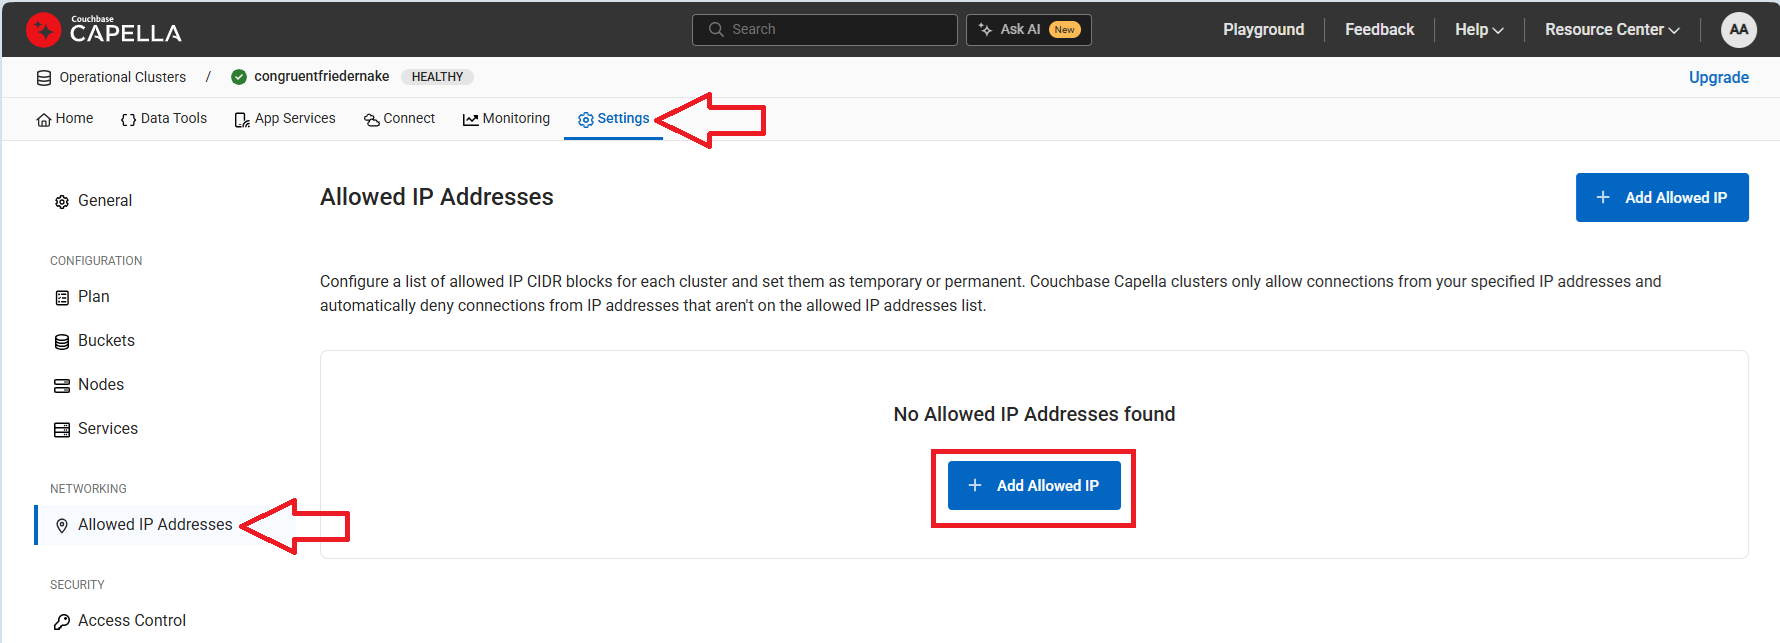 Couchbase
CAPELLA
Search
Ask AI New
Playground
Feedback
Help
Resource Center
AA
Operational Clusters / congruentfriedernake HEALTHY
Upgrade
Home
Data Tools
App Services
Connect
Monitoring
Settings
General
CONFIGURATION
Plan
Buckets
Nodes
Services
NETWORKING
Allowed IP Addresses
SECURITY
Access Control
Allowed IP Addresses
+ Add Allowed IP
Configure a list of allowed IP CIDR blocks for each cluster and set them as temporary or permanent. Couchbase Capella clusters only allow connections from your specified IP addresses and
automatically deny connections from IP addresses that aren't on the allowed IP addresses list.
No Allowed IP Addresses found
+ Add Allowed IP